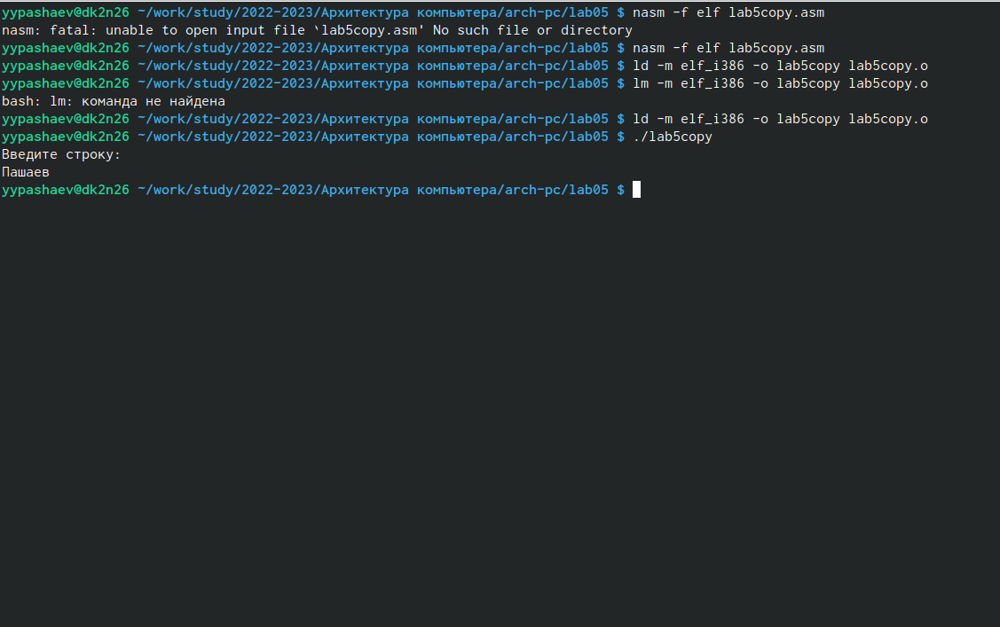 yypashaev@dk2n26 ~/work/study/2022-2023/Архитектура компьютера/arch-pc/lab05 $ nasm -f elf lab5copy.asm
nasm: fatal: unable to open input file `lab5copy.asm' No such file or directory
yypashaev@dk2n26 ~/work/study/2022-2023/Архитектура компьютера/arch-pc/lab05 $ nasm -f elf lab5copy.asm
yypashaev@dk2n26 ~/work/study/2022-2023/Архитектура компьютера/arch-pc/lab05 $ ld -m elf_i386 -o lab5copy lab5copy.o
yypashaev@dk2n26 ~/work/study/2022-2023/Архитектура компьютера/arch-pc/lab05 $ lm -m elf_i386 -o lab5copy lab5copy.o
bash: lm: команда не найдена
yypashaev@dk2n26 ~/work/study/2022-2023/Архитектура компьютера/arch-pc/lab05 $ ld -m elf_i386 -o lab5copy lab5copy.o
yypashaev@dk2n26 ~/work/study/2022-2023/Архитектура компьютера/arch-pc/lab05 $ ./lab5copy
Введите строку:
Пашаев
yypashaev@dk2n26 ~/work/study/2022-2023/Архитектура компьютера/arch-pc/lab05 $